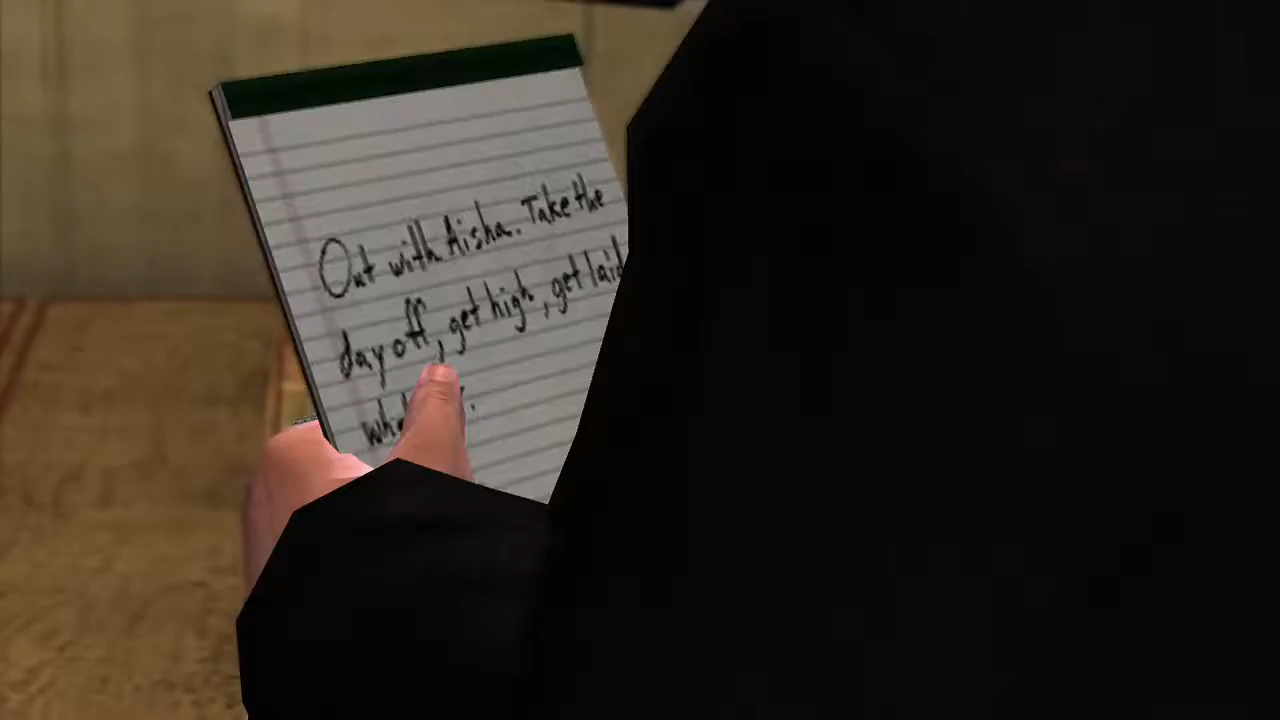 Out with Aisha. Take the
day off, get high, get laid